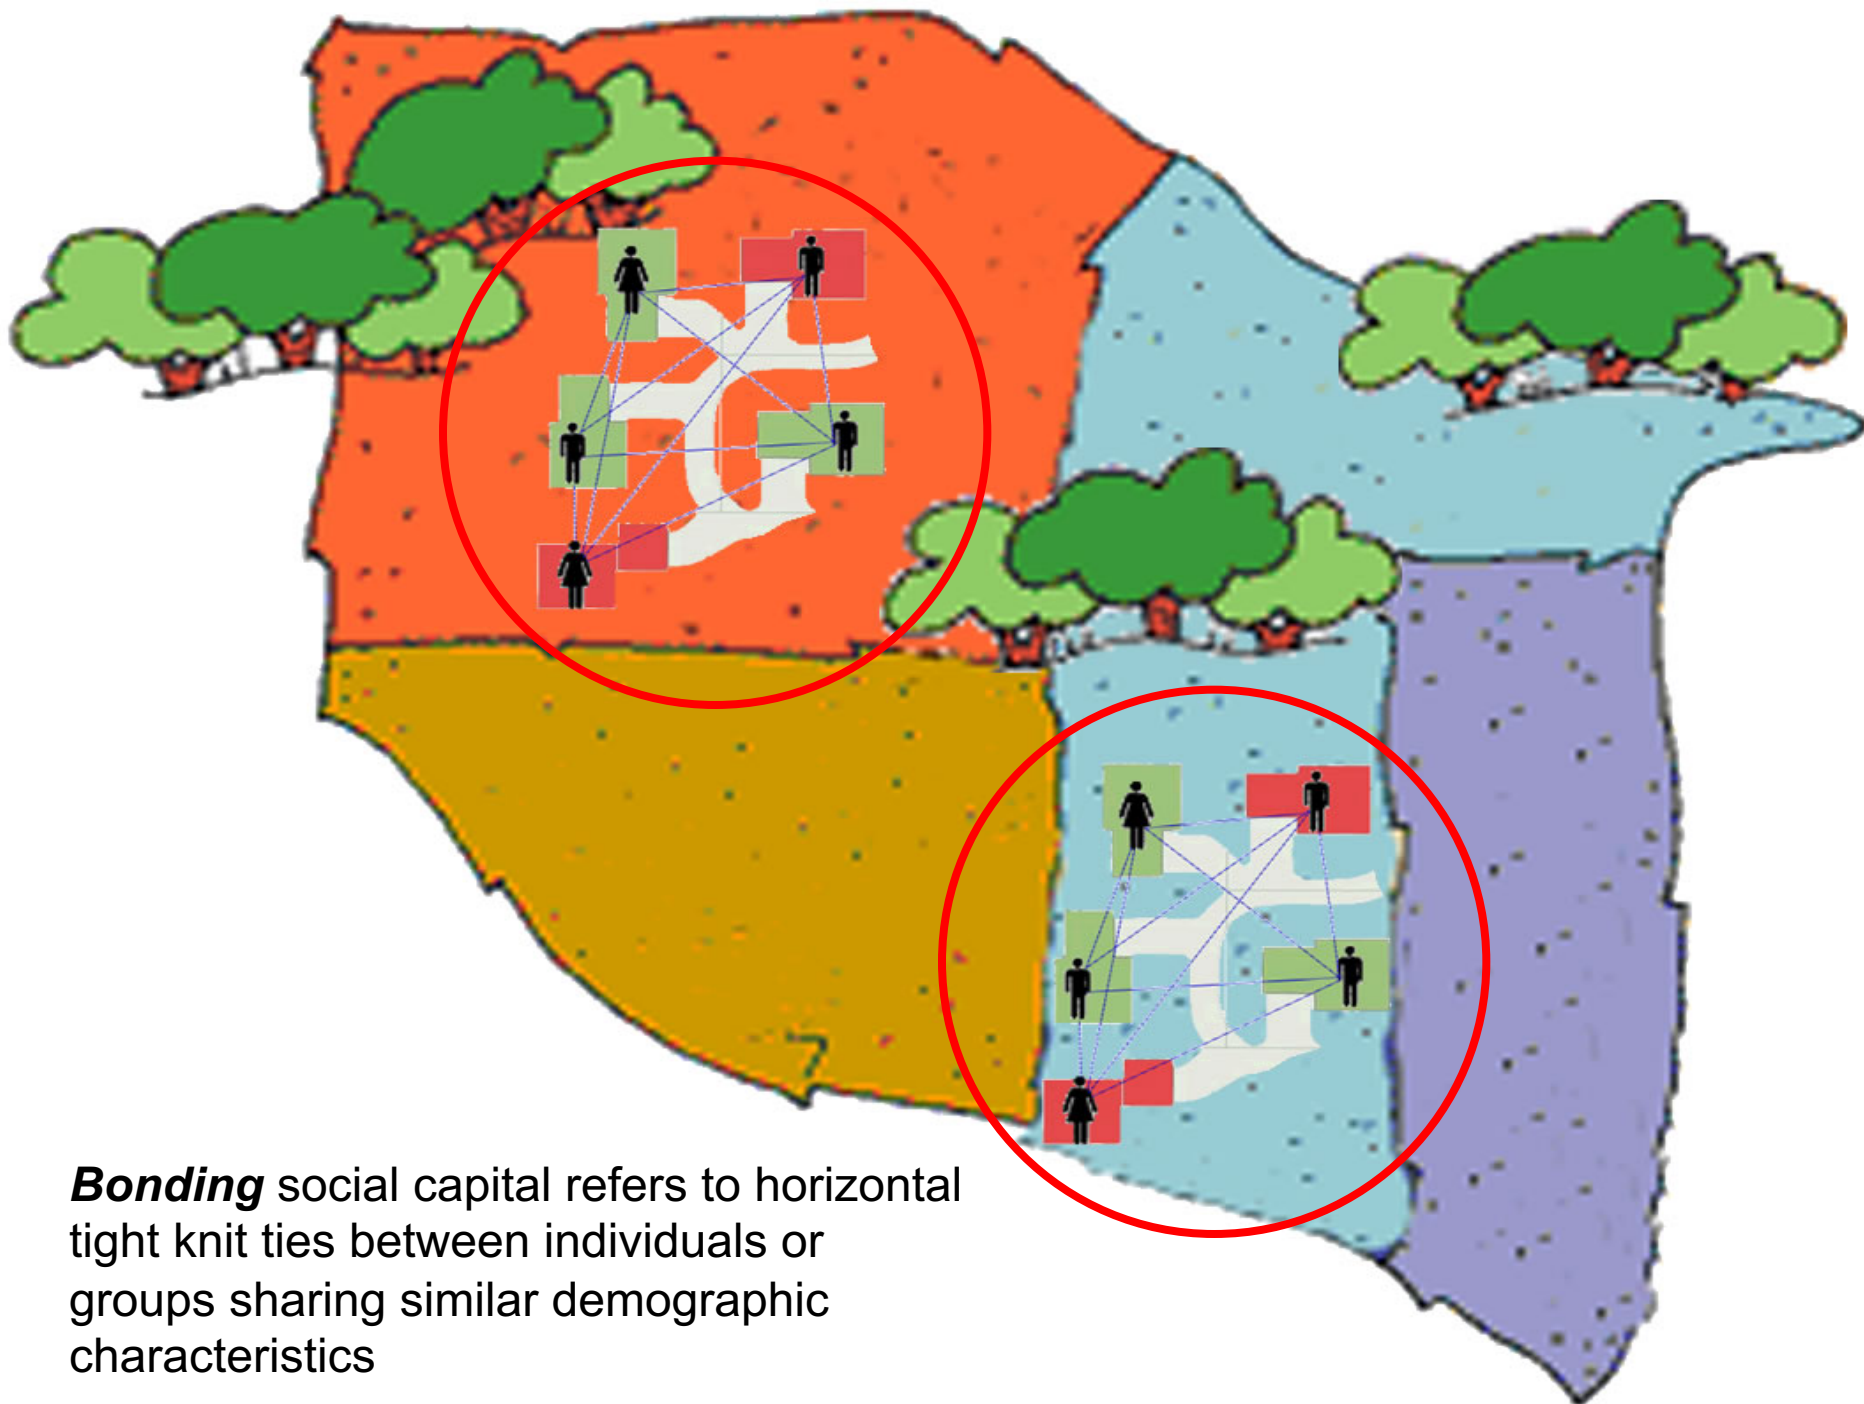 Bonding social capital refers to horizontal
tight knit ties between individuals or
groups sharing similar demographic
characteristics